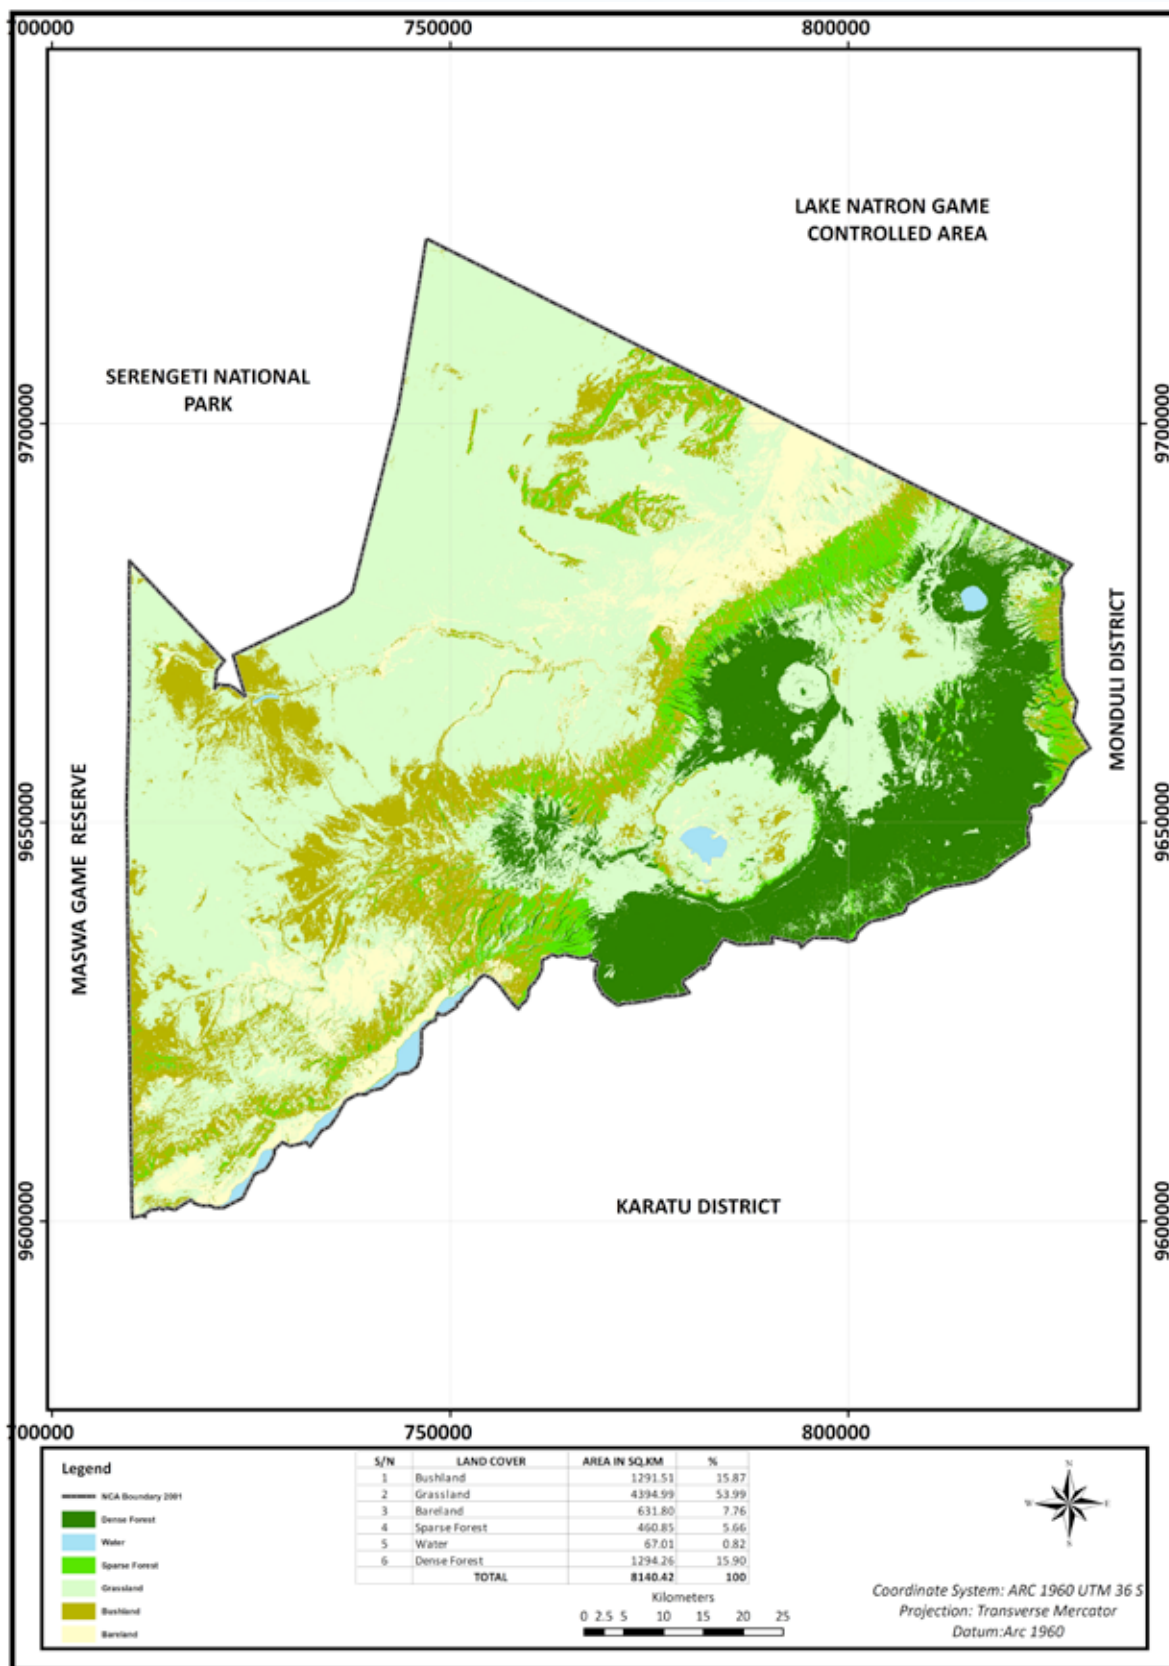 700000 750000 800000
LAKE NATRON GAME
CONTROLLED AREA
SERENGETI NATIONAL
PARK
9700000
9700000
MONDULI DISTRICT
MASWA GAME RESERVE
9650000
9650000
KARATU DISTRICT
9600000
9600000
700000 750000 800000
Legend
NCA Boundary 2001
Dense Forest
Water
Sparse Forest
Grassland
Bushland
Bareland
S/N LAND COVER AREA IN SQ.KM %
1 Bushland 1291.51 15.87
2 Grassland 4394.99 53.99
3 Bareland 631.80 7.76
4 Sparse Forest 460.85 5.66
5 Water 67.01 0.82
6 Dense Forest 1294.26 15.90
TOTAL 8140.42 100
Kilometers
0 2.5 5 10 15 20 25
N
W E
S
Coordinate System: ARC 1960 UTM 36 S
Projection: Transverse Mercator
Datum:Arc 1960